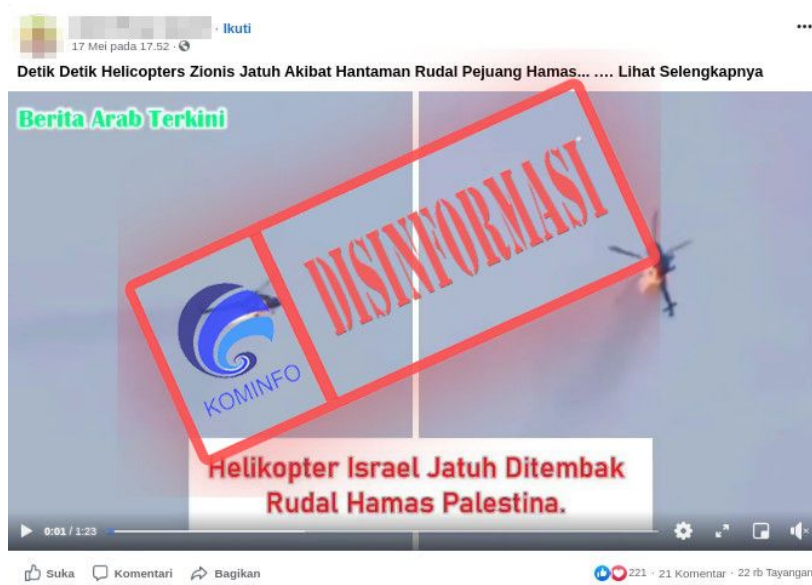 · Ikuti
17 Mei pada 17.52 ·
Detik Detik Helicopters Zionis Jatuh Akibat Hantaman Rudal Pejuang Hamas... .... Lihat Selengkapnya
Berita Arab Terkini
DISINFORMASI
KOMINFO
Helikopter Israel Jatuh Ditembak
Rudal Hamas Palestina.
0:01 / 1:23
Suka Komentari Bagikan 221 · 21 Komentar · 22 rb Tayangan